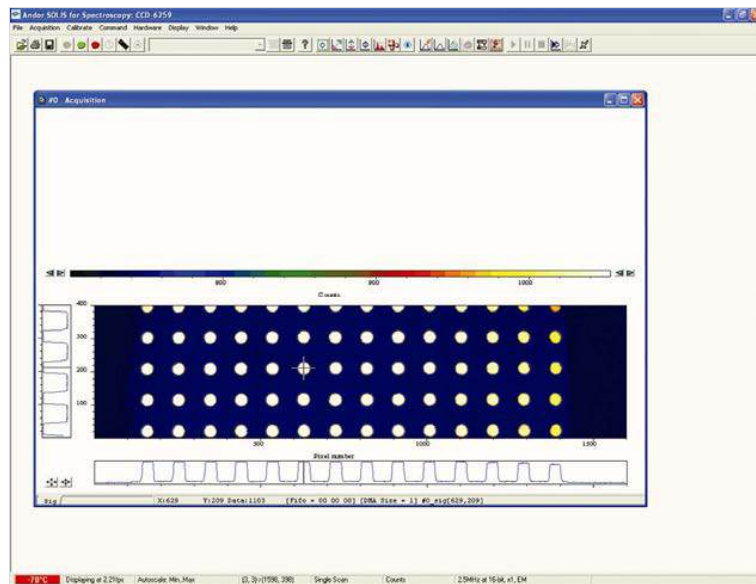 Andor SOLIS for Spectroscopy: CCD-6259
File Acquisition Calibrate Command Hardware Display Window Help
#0 Acquisition
800 900 1000
Counts
400
300
200
100
500 1000 1500
Pixel number
Sig X:629 Y:209 Data:1103 [Fifo = 00 00 00] [DMA Size = 1] #0_sig[629,209]
-70°C Displaying at 2.21fps Autoscale: Min..Max (3, 3)->(1598, 398) Single Scan Counts 2.5MHz at 16-bit, x1, EM